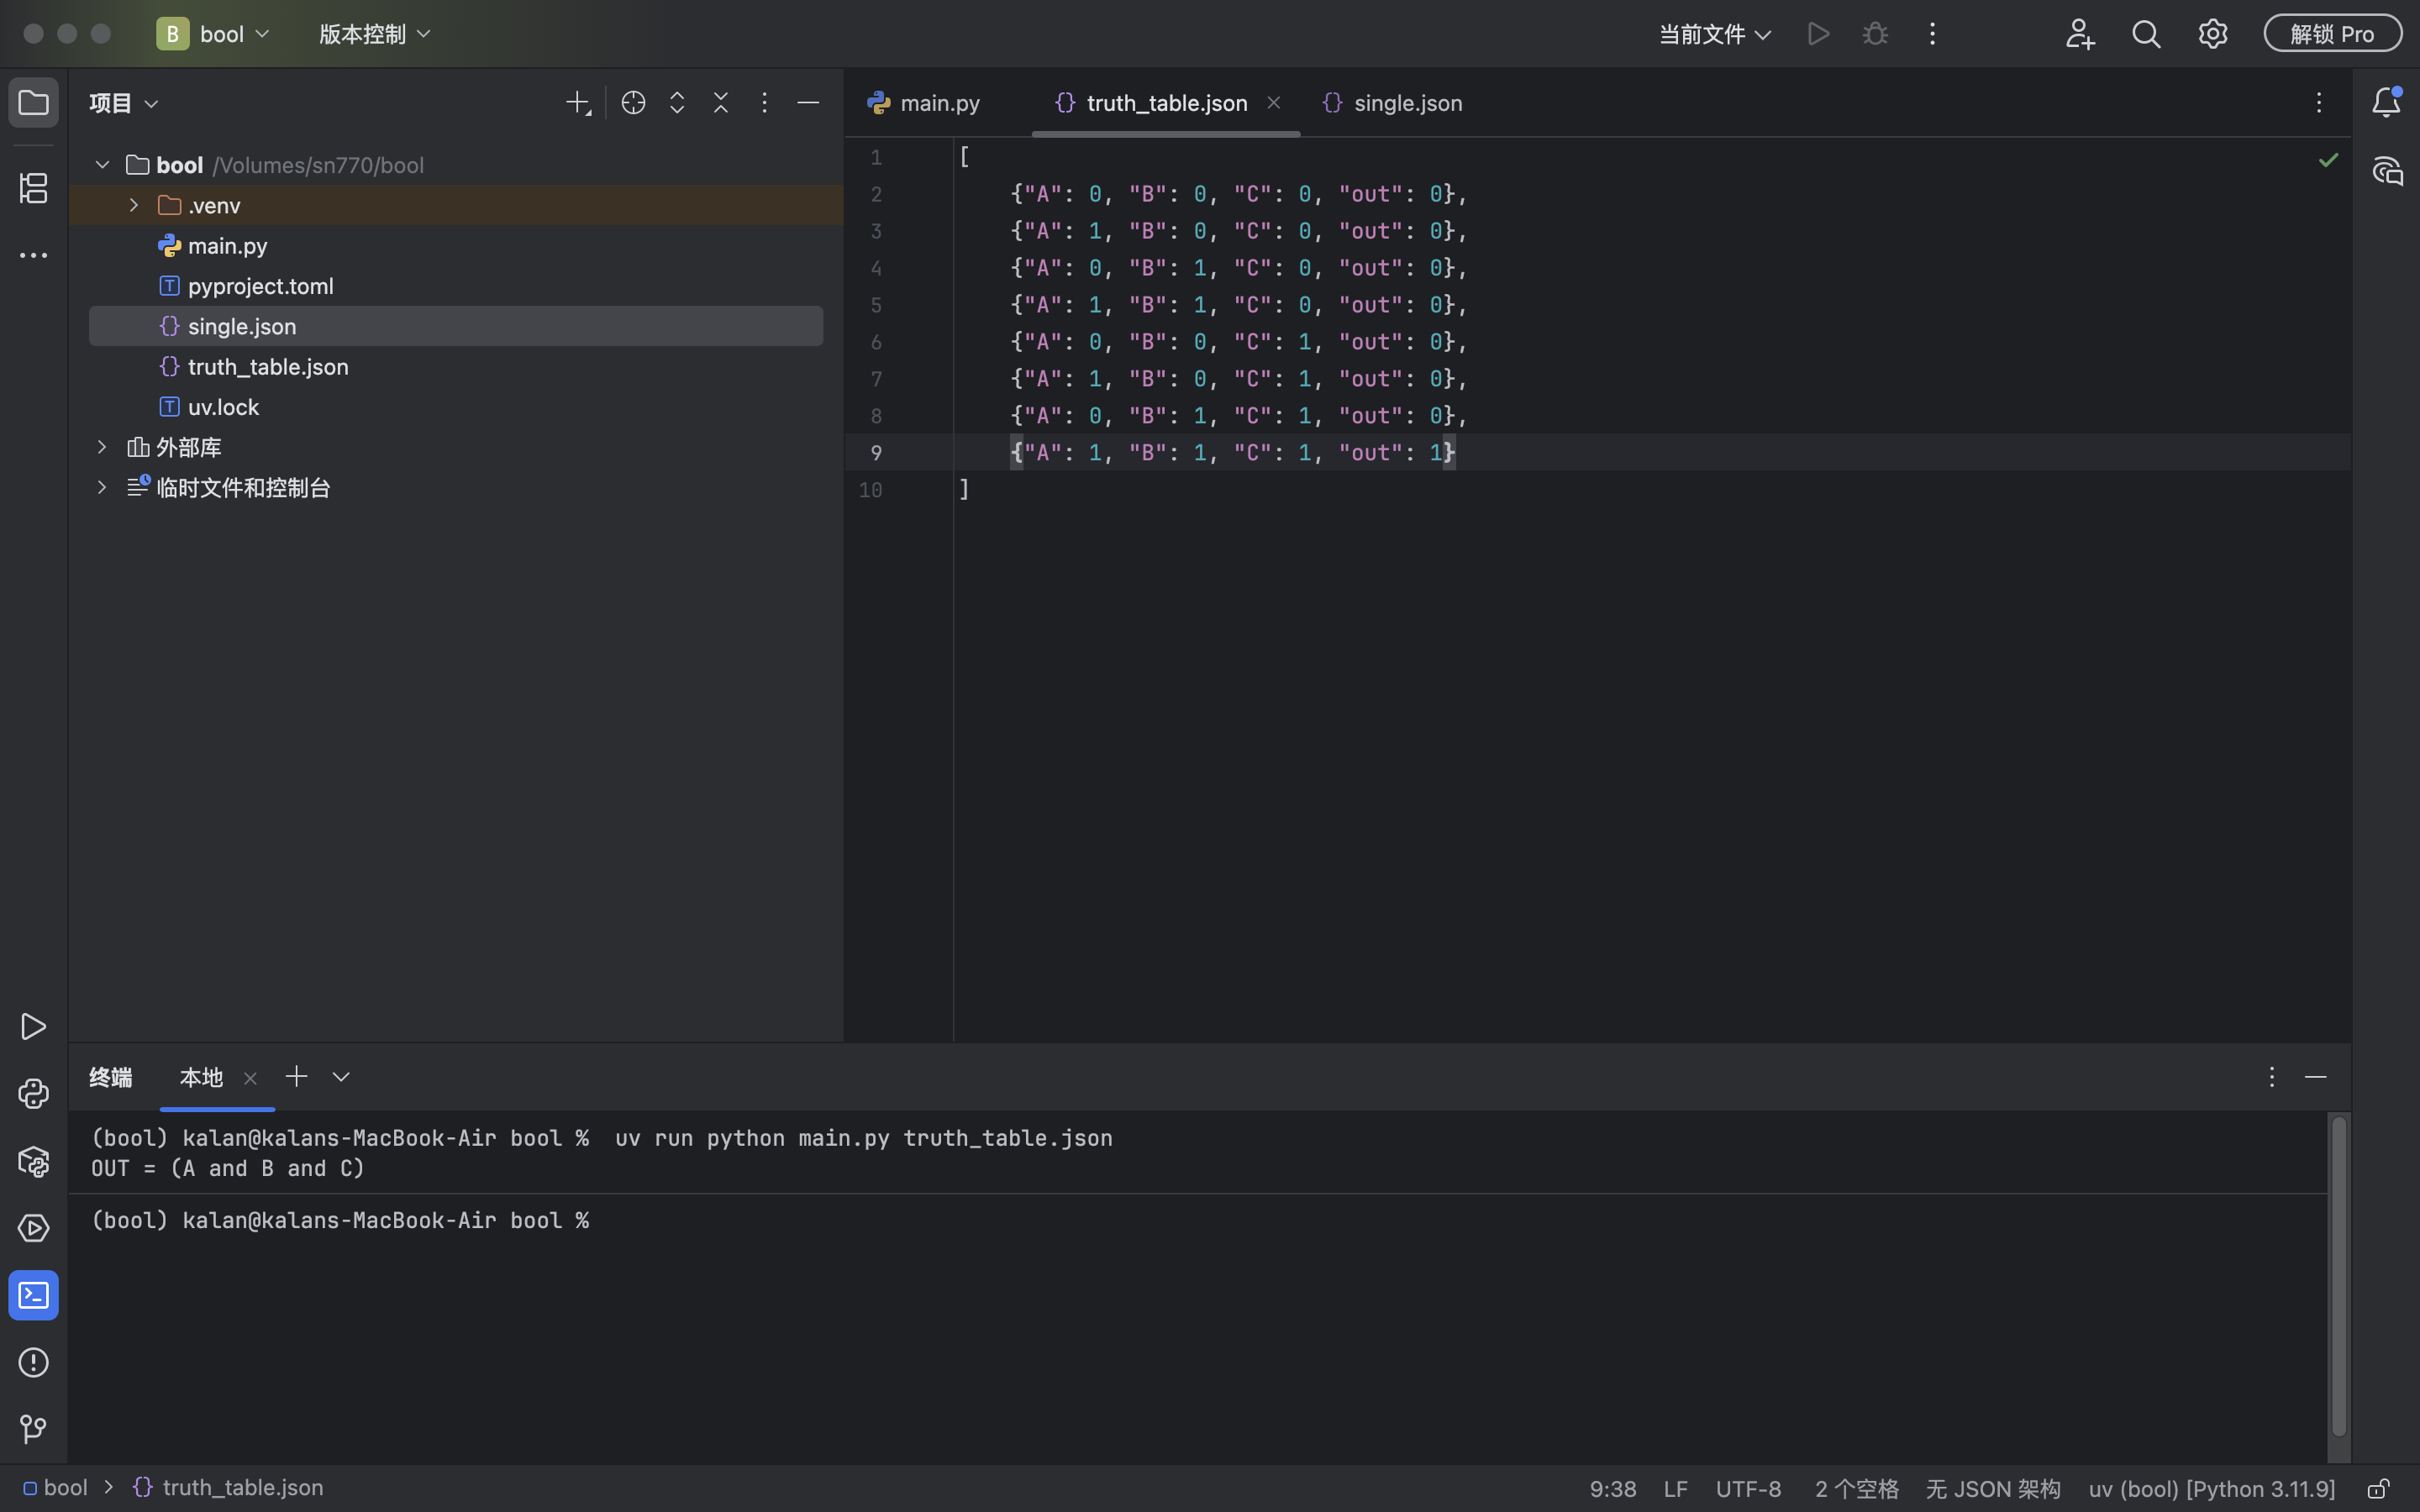 B bool 版本控制 当前文件 解锁 Pro
项目
bool /Volumes/sn770/bool
.venv
main.py
pyproject.toml
single.json
truth_table.json
uv.lock
外部库
临时文件和控制台
main.py truth_table.json single.json
1 [
2 {"A": 0, "B": 0, "C": 0, "out": 0},
3 {"A": 1, "B": 0, "C": 0, "out": 0},
4 {"A": 0, "B": 1, "C": 0, "out": 0},
5 {"A": 1, "B": 1, "C": 0, "out": 0},
6 {"A": 0, "B": 0, "C": 1, "out": 0},
7 {"A": 1, "B": 0, "C": 1, "out": 0},
8 {"A": 0, "B": 1, "C": 1, "out": 0},
9 {"A": 1, "B": 1, "C": 1, "out": 1}
10 ]
终端 本地
(bool) kalan@kalans-MacBook-Air bool %  uv run python main.py truth_table.json
OUT = (A and B and C)
(bool) kalan@kalans-MacBook-Air bool %
bool > truth_table.json 9:38 LF UTF-8 2 个空格 无 JSON 架构 uv (bool) [Python 3.11.9]